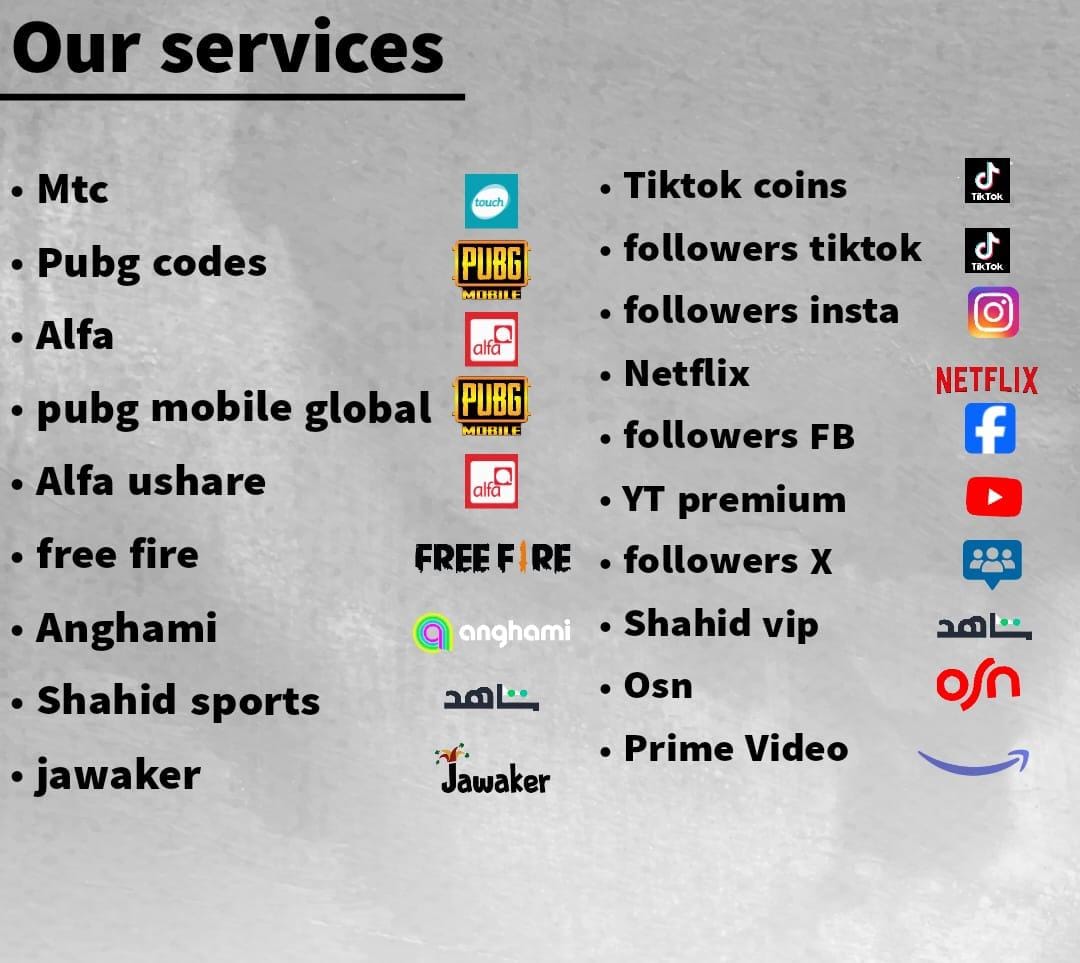 Our services
• Mtc
touch
• Pubg codes
PUBG
MOBILE
• Alfa
alfa
• pubg mobile global
PUBG
MOBILE
• Alfa ushare
alfa
• free fire
FREE FIRE
• Anghami
anghami
• Shahid sports
شاهد
• jawaker
Jawaker
• Tiktok coins
TikTok
• followers tiktok
TikTok
• followers insta
• Netflix
NETFLIX
• followers FB
f
• YT premium
• followers X
• Shahid vip
شاهد
• Osn
osn
• Prime Video